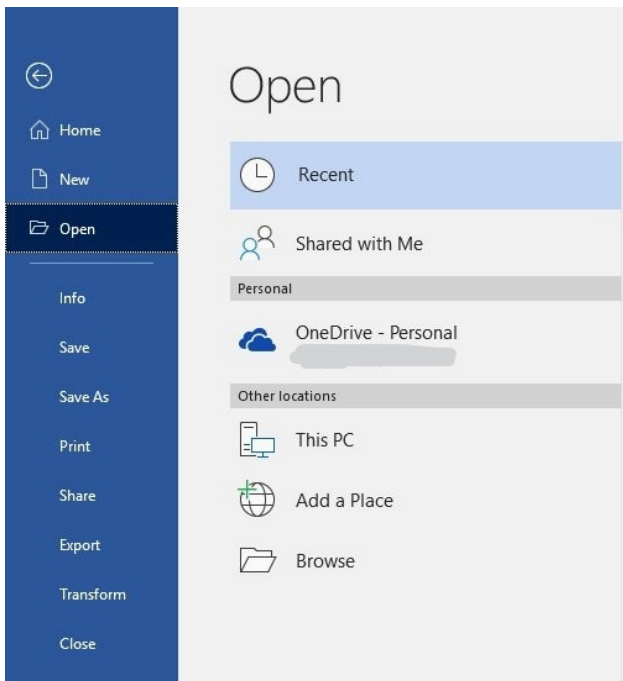 Home
New
Open
Info
Save
Save As
Print
Share
Export
Transform
Close
Open
Recent
Shared with Me
Personal
OneDrive - Personal
Other locations
This PC
Add a Place
Browse